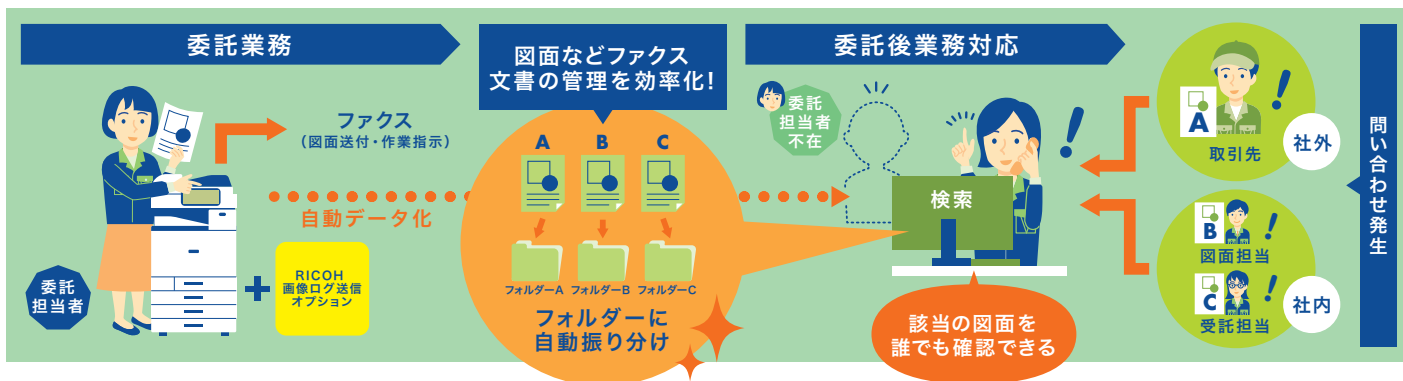 委託業務
ファクス
（図面送付・作業指示）
自動データ化
委託
担当者
RICOH
画像ログ送信
オプション
図面などファクス
文書の管理を効率化！
A B C
フォルダーA フォルダーB フォルダーC
フォルダーに
自動振り分け
委託後業務対応
委託
担当者
不在
検索
該当の図面を
誰でも確認できる
A
取引先
社外
B
図面担当
C
受託担当
社内
問い合わせ発生